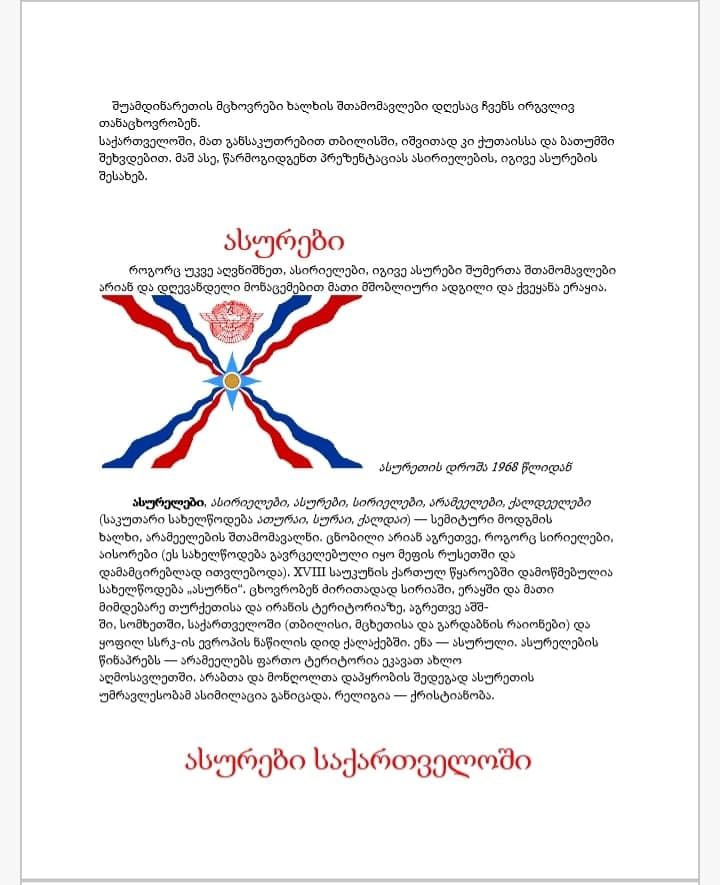 შუამდინარეთის მცხოვრები ხალხის შთამომავლები დღესაც ჩვენს ირგვლივ
თანაცხოვრობენ.
საქართველოში, მათ განსაკუთრებით თბილისში, იშვითად კი ქუთაისსა და ბათუმში
შეხვდებით. მაშ ასე, წარმოგიდგენთ პრეზენტაციას ასირიელების, იგივე ასურების
შესახებ.
ასურები
როგორც უკვე აღვნიშნეთ, ასირიელები, იგივე ასურები შუმერთა შთამომავლები
არიან და დღევანდელი მონაცემებით მათი მშობლიური ადგილი და ქვეყანა ერაყია.
ასურეთის დროშა 1968 წლიდან
ასურელები, ასირიელები, ასურები, სირიელები, არამეელები, ქალდეელები
(საკუთარი სახელწოდება ათურაი, სურაი, ქალდაი) — სემიტური მოდგმის
ხალხი, არამეელების შთამომავალნი. ცნობილი არიან აგრეთვე, როგორც სირიელები,
აისორები (ეს სახელწოდება გავრცელებული იყო მეფის რუსეთში და
დამამცირებლად ითვლებოდა). XVIII საუკუნის ქართულ წყაროებში დამოწმებულია
სახელწოდება „ასურნი“. ცხოვრობენ ძირითადად სირიაში, ერაყში და მათი
მიმდებარე თურქეთისა და ირანის ტერიტორიაზე, აგრეთვე აშშ-
ში, სომხეთში, საქართველოში (თბილისი, მცხეთისა და გარდაბნის რაიონები) და
ყოფილ სსრკ-ის ევროპის ნაწილის დიდ ქალაქებში. ენა — ასურული. ასურელების
წინაპრებს — არამეელებს ფართო ტერიტორია ეკავათ ახლო
აღმოსავლეთში. არაბთა და მონღოლთა დაპყრობის შედეგად ასურეთის
უმრავლესობამ ასიმილაცია განიცადა. რელიგია — ქრისტიანობა.
ასურები საქართველოში